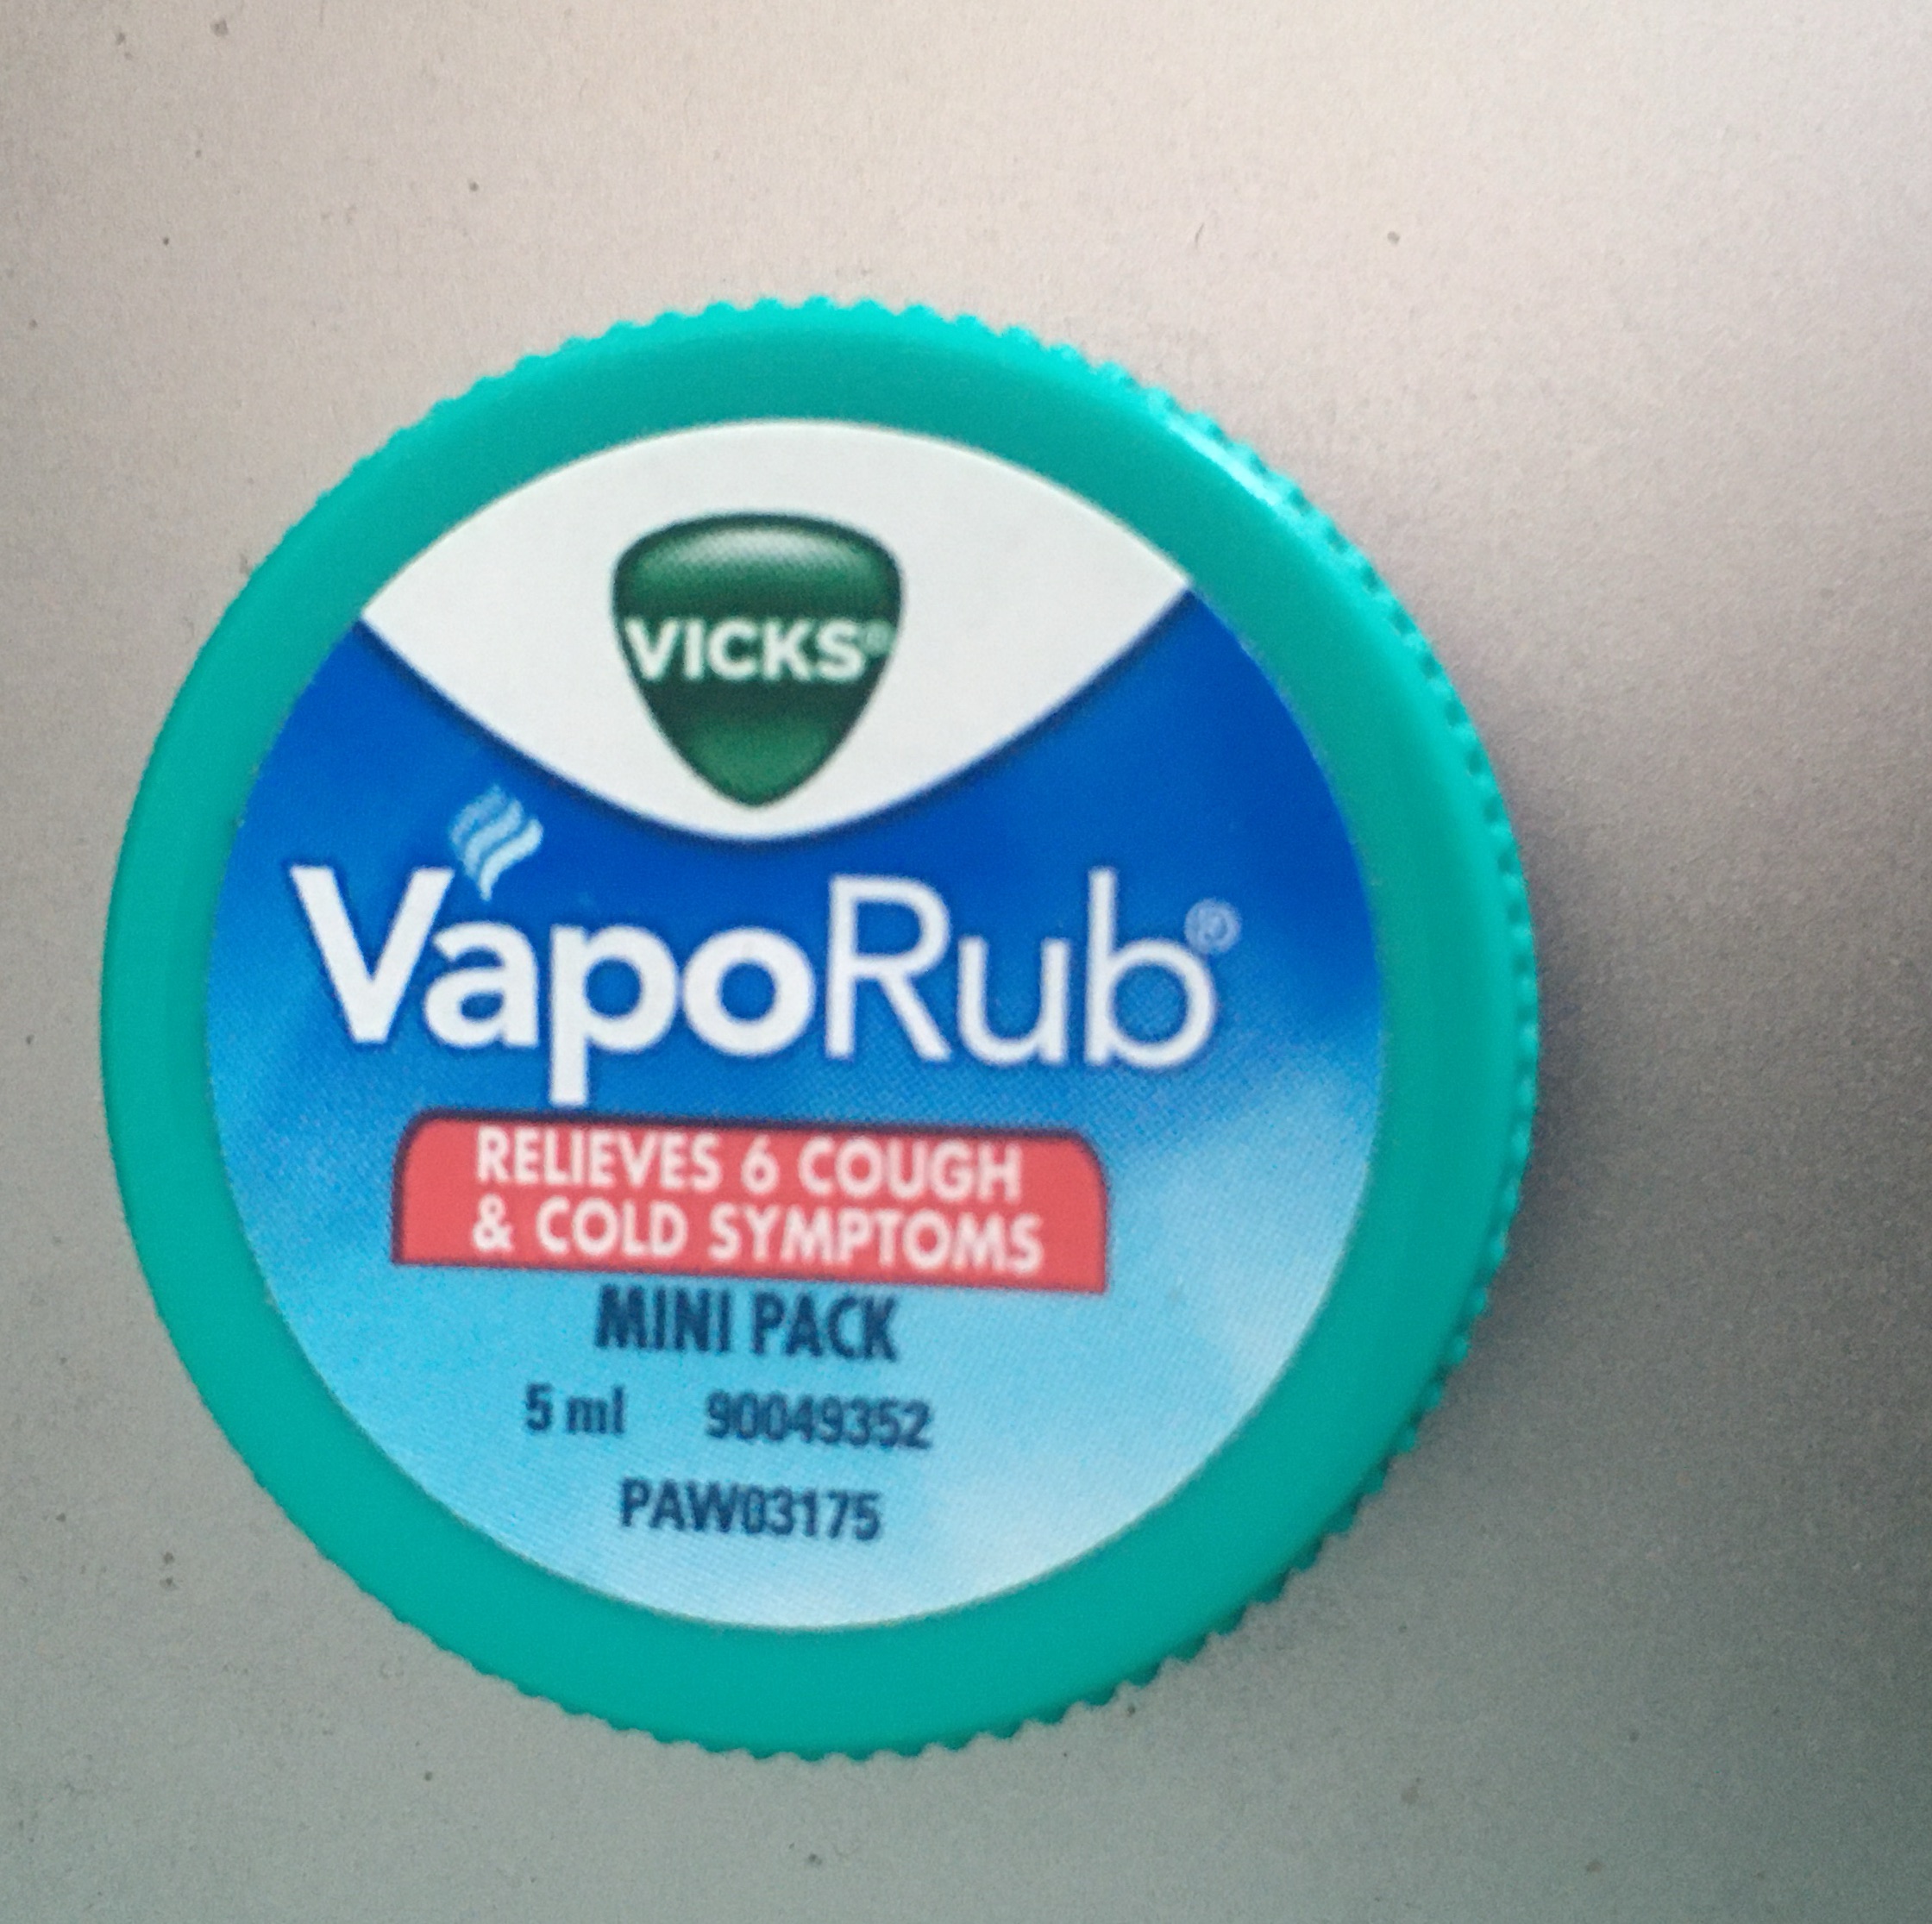 VICKS®
VapoRub®
RELIEVES 6 COUGH
& COLD SYMPTOMS
MINI PACK
5 ml 90049352
PAW03175